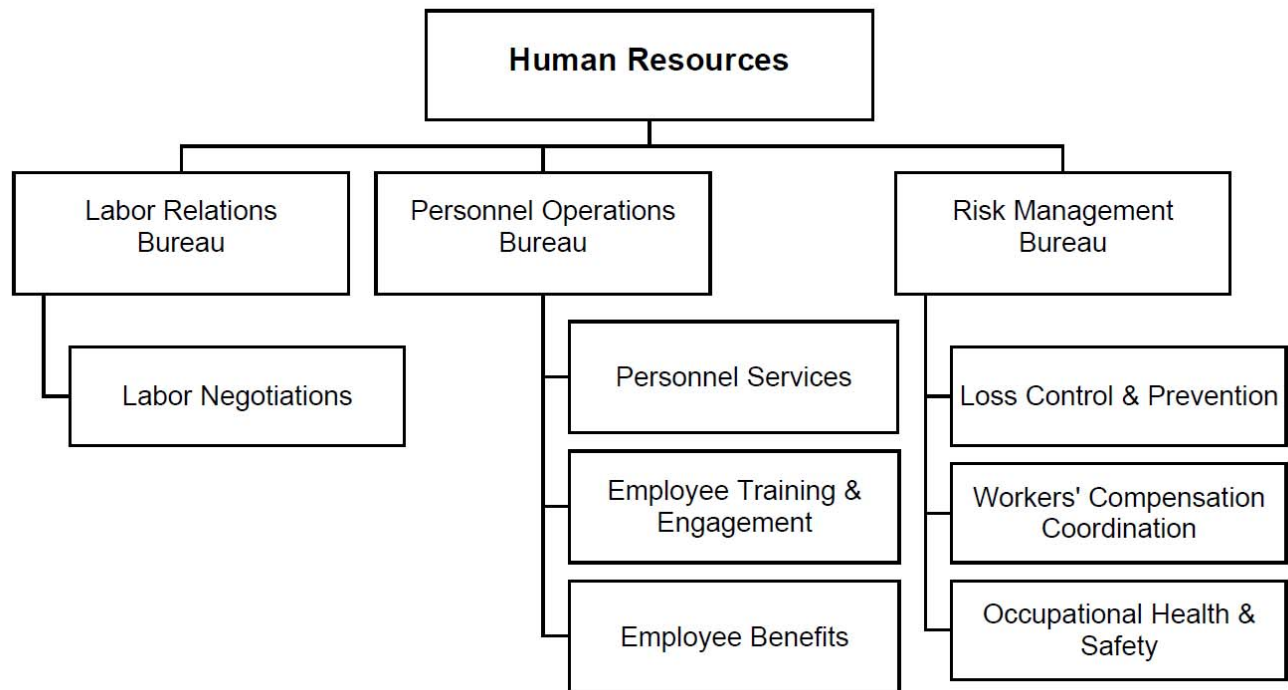 Human Resources
Labor Relations
Bureau
Personnel Operations
Bureau
Risk Management
Bureau
Labor Negotiations
Personnel Services
Employee Training &
Engagement
Employee Benefits
Loss Control & Prevention
Workers' Compensation
Coordination
Occupational Health &
Safety